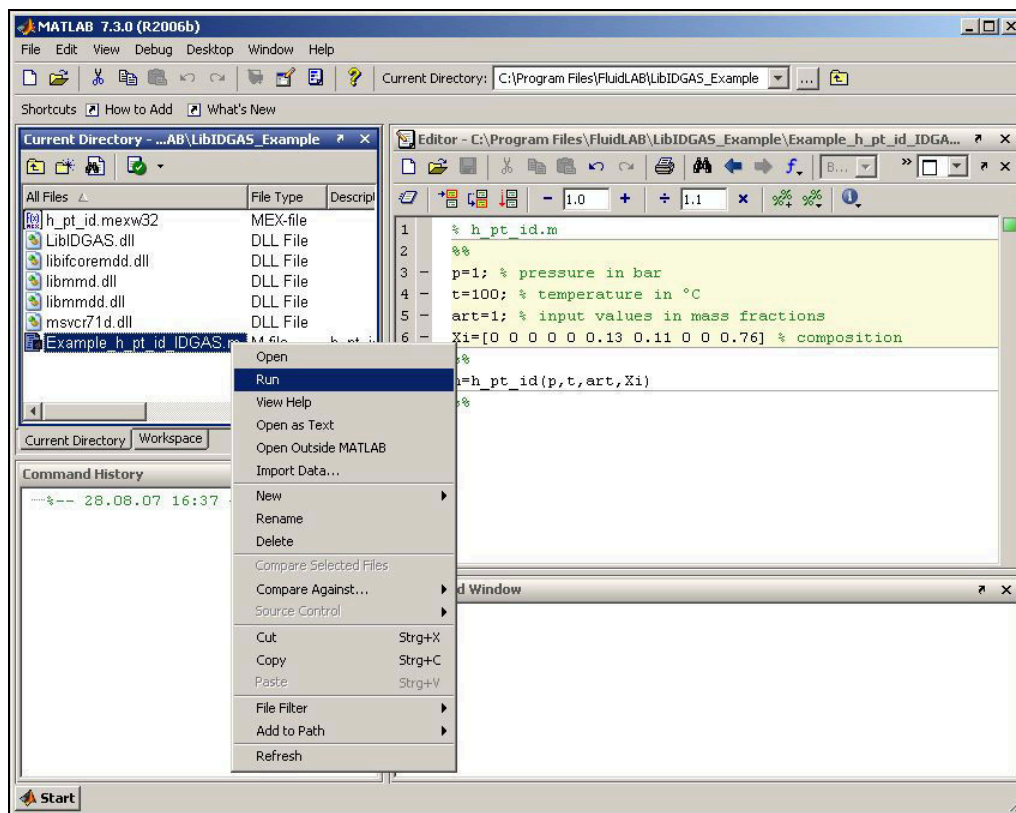 MATLAB 7.3.0 (R2006b)
File Edit View Debug Desktop Window Help
Current Directory: C:\Program Files\FluidLAB\LibIDGAS_Example
Shortcuts How to Add What's New
Current Directory - ...AB\LibIDGAS_Example
All Files File Type Descript
h_pt_id.mexw32 MEX-file
LibIDGAS.dll DLL File
libifcoremdd.dll DLL File
libmmd.dll DLL File
libmmdd.dll DLL File
msvcr71d.dll DLL File
Example_h_pt_id_IDGAS.m M-file h_pt_i
Current Directory Workspace
Command History
%-- 28.08.07 16:37
Open
Run
View Help
Open as Text
Open Outside MATLAB
Import Data...
New
Rename
Delete
Compare Selected Files
Compare Against...
Source Control
Cut Strg+X
Copy Strg+C
Paste Strg+V
File Filter
Add to Path
Refresh
Editor - C:\Program Files\FluidLAB\LibIDGAS_Example\Example_h_pt_id_IDGA...
B...
- 1.0 + ÷ 1.1 ×
1 % h_pt_id.m
2 %%
3 - p=1; % pressure in bar
4 - t=100; % temperature in °C
5 - art=1; % input values in mass fractions
6 - Xi=[0 0 0 0 0 0.13 0.11 0 0 0.76] % composition
%%
h=h_pt_id(p,t,art,Xi)
%%
d Window
Start